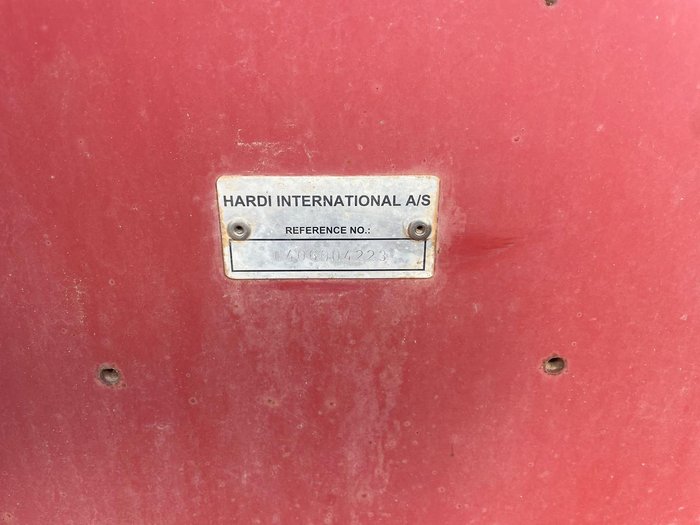 HARDI INTERNATIONAL A/S
REFERENCE NO.: